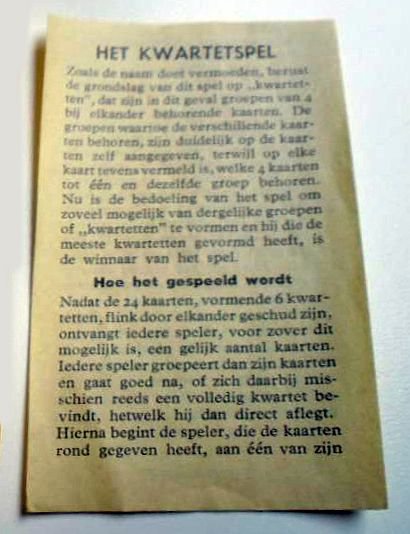 HET KWARTETSPEL
Zoals de naam doet vermoeden, berust
de grondslag van dit spel op „kwartet-
ten”, dat zijn in dit geval groepen van 4
bij elkander behorende kaarten. De
groepen waartoe de verschillende kaar-
ten behoren, zijn duidelijk op de kaar-
ten zelf aangegeven, terwijl op elke
kaart tevens vermeld is, welke 4 kaarten
tot één en dezelfde groep behoren.
Nu is de bedoeling van het spel om
zoveel mogelijk van dergelijke groepen
of „kwartetten” te vormen en hij die de
meeste kwartetten gevormd heeft, is
de winnaar van het spel.
Hoe het gespeeld wordt
Nadat de 24 kaarten, vormende 6 kwar-
tetten, flink door elkander geschud zijn,
ontvangt iedere speler, voor zover dit
mogelijk is, een gelijk aantal kaarten.
Iedere speler groepeert dan zijn kaarten
en gaat goed na, of zich daarbij mis-
schien reeds een volledig kwartet be-
vindt, hetwelk hij dan direct aflegt.
Hierna begint de speler, die de kaarten
rond gegeven heeft, aan één van zijn